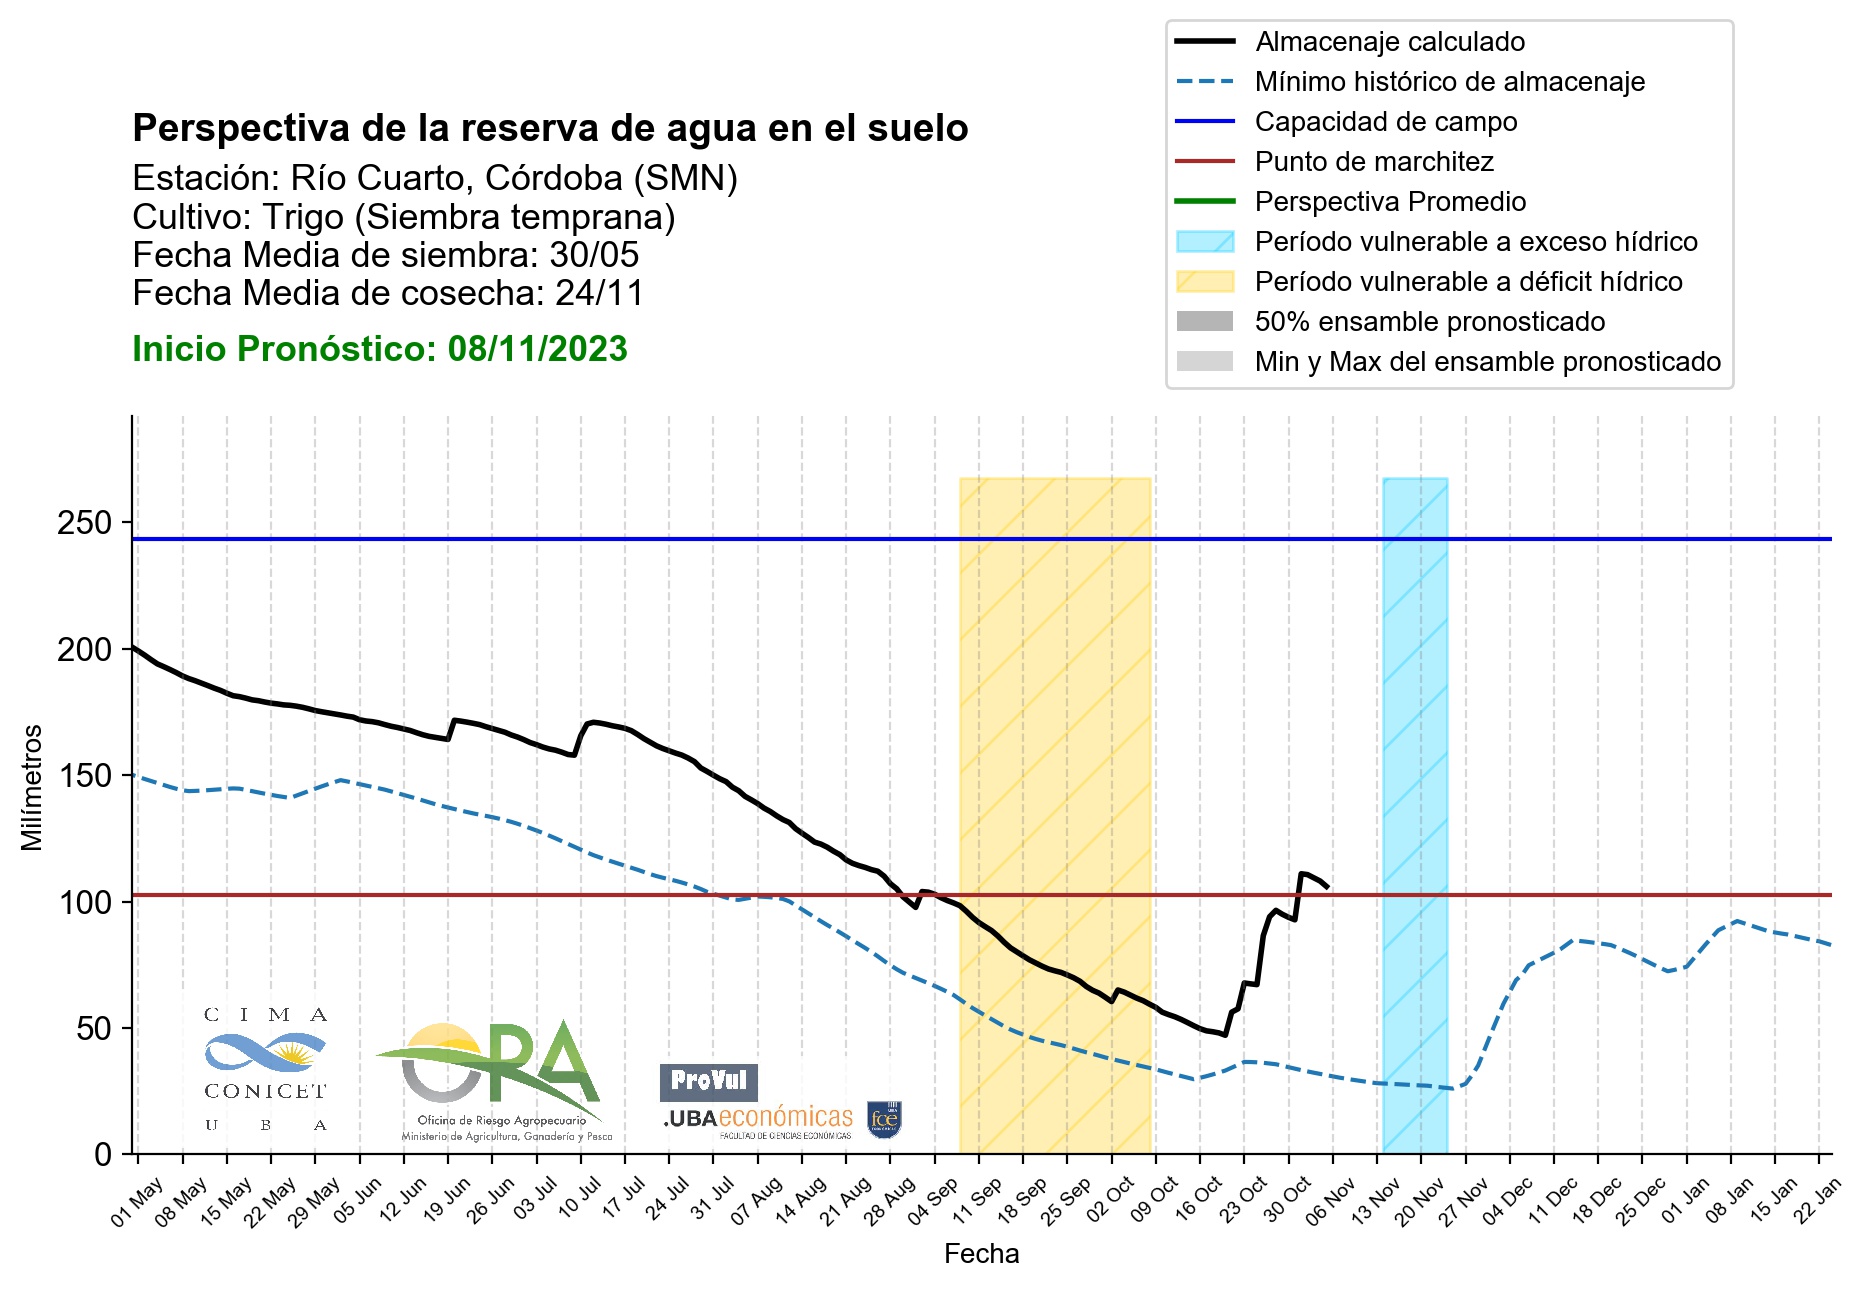 Almacenaje calculado
Mínimo histórico de almacenaje
Capacidad de campo
Punto de marchitez
Perspectiva Promedio
Período vulnerable a exceso hídrico
Período vulnerable a déficit hídrico
50% ensamble pronosticado
Min y Max del ensamble pronosticado
Perspectiva de la reserva de agua en el suelo
Estación: Río Cuarto, Córdoba (SMN)
Cultivo: Trigo (Siembra temprana)
Fecha Media de siembra: 30/05
Fecha Media de cosecha: 24/11
Inicio Pronóstico: 08/11/2023
Milímetros
250
200
150
100
50
0
C I M A
CONICET
U B A
ORA
Oficina de Riesgo Agropecuario
Ministerio de Agricultura, Ganadería y Pesca
ProVul
.UBAeconómicas
FACULTAD DE CIENCIAS ECONÓMICAS
fce
01 May 08 May 15 May 22 May 29 May 05 Jun 12 Jun 19 Jun 26 Jun 03 Jul 10 Jul 17 Jul 24 Jul 31 Jul 07 Aug 14 Aug 21 Aug 28 Aug 04 Sep 11 Sep 18 Sep 25 Sep 02 Oct 09 Oct 16 Oct 23 Oct 30 Oct 06 Nov 13 Nov 20 Nov 27 Nov 04 Dec 11 Dec 18 Dec 25 Dec 01 Jan 08 Jan 15 Jan 22 Jan
Fecha